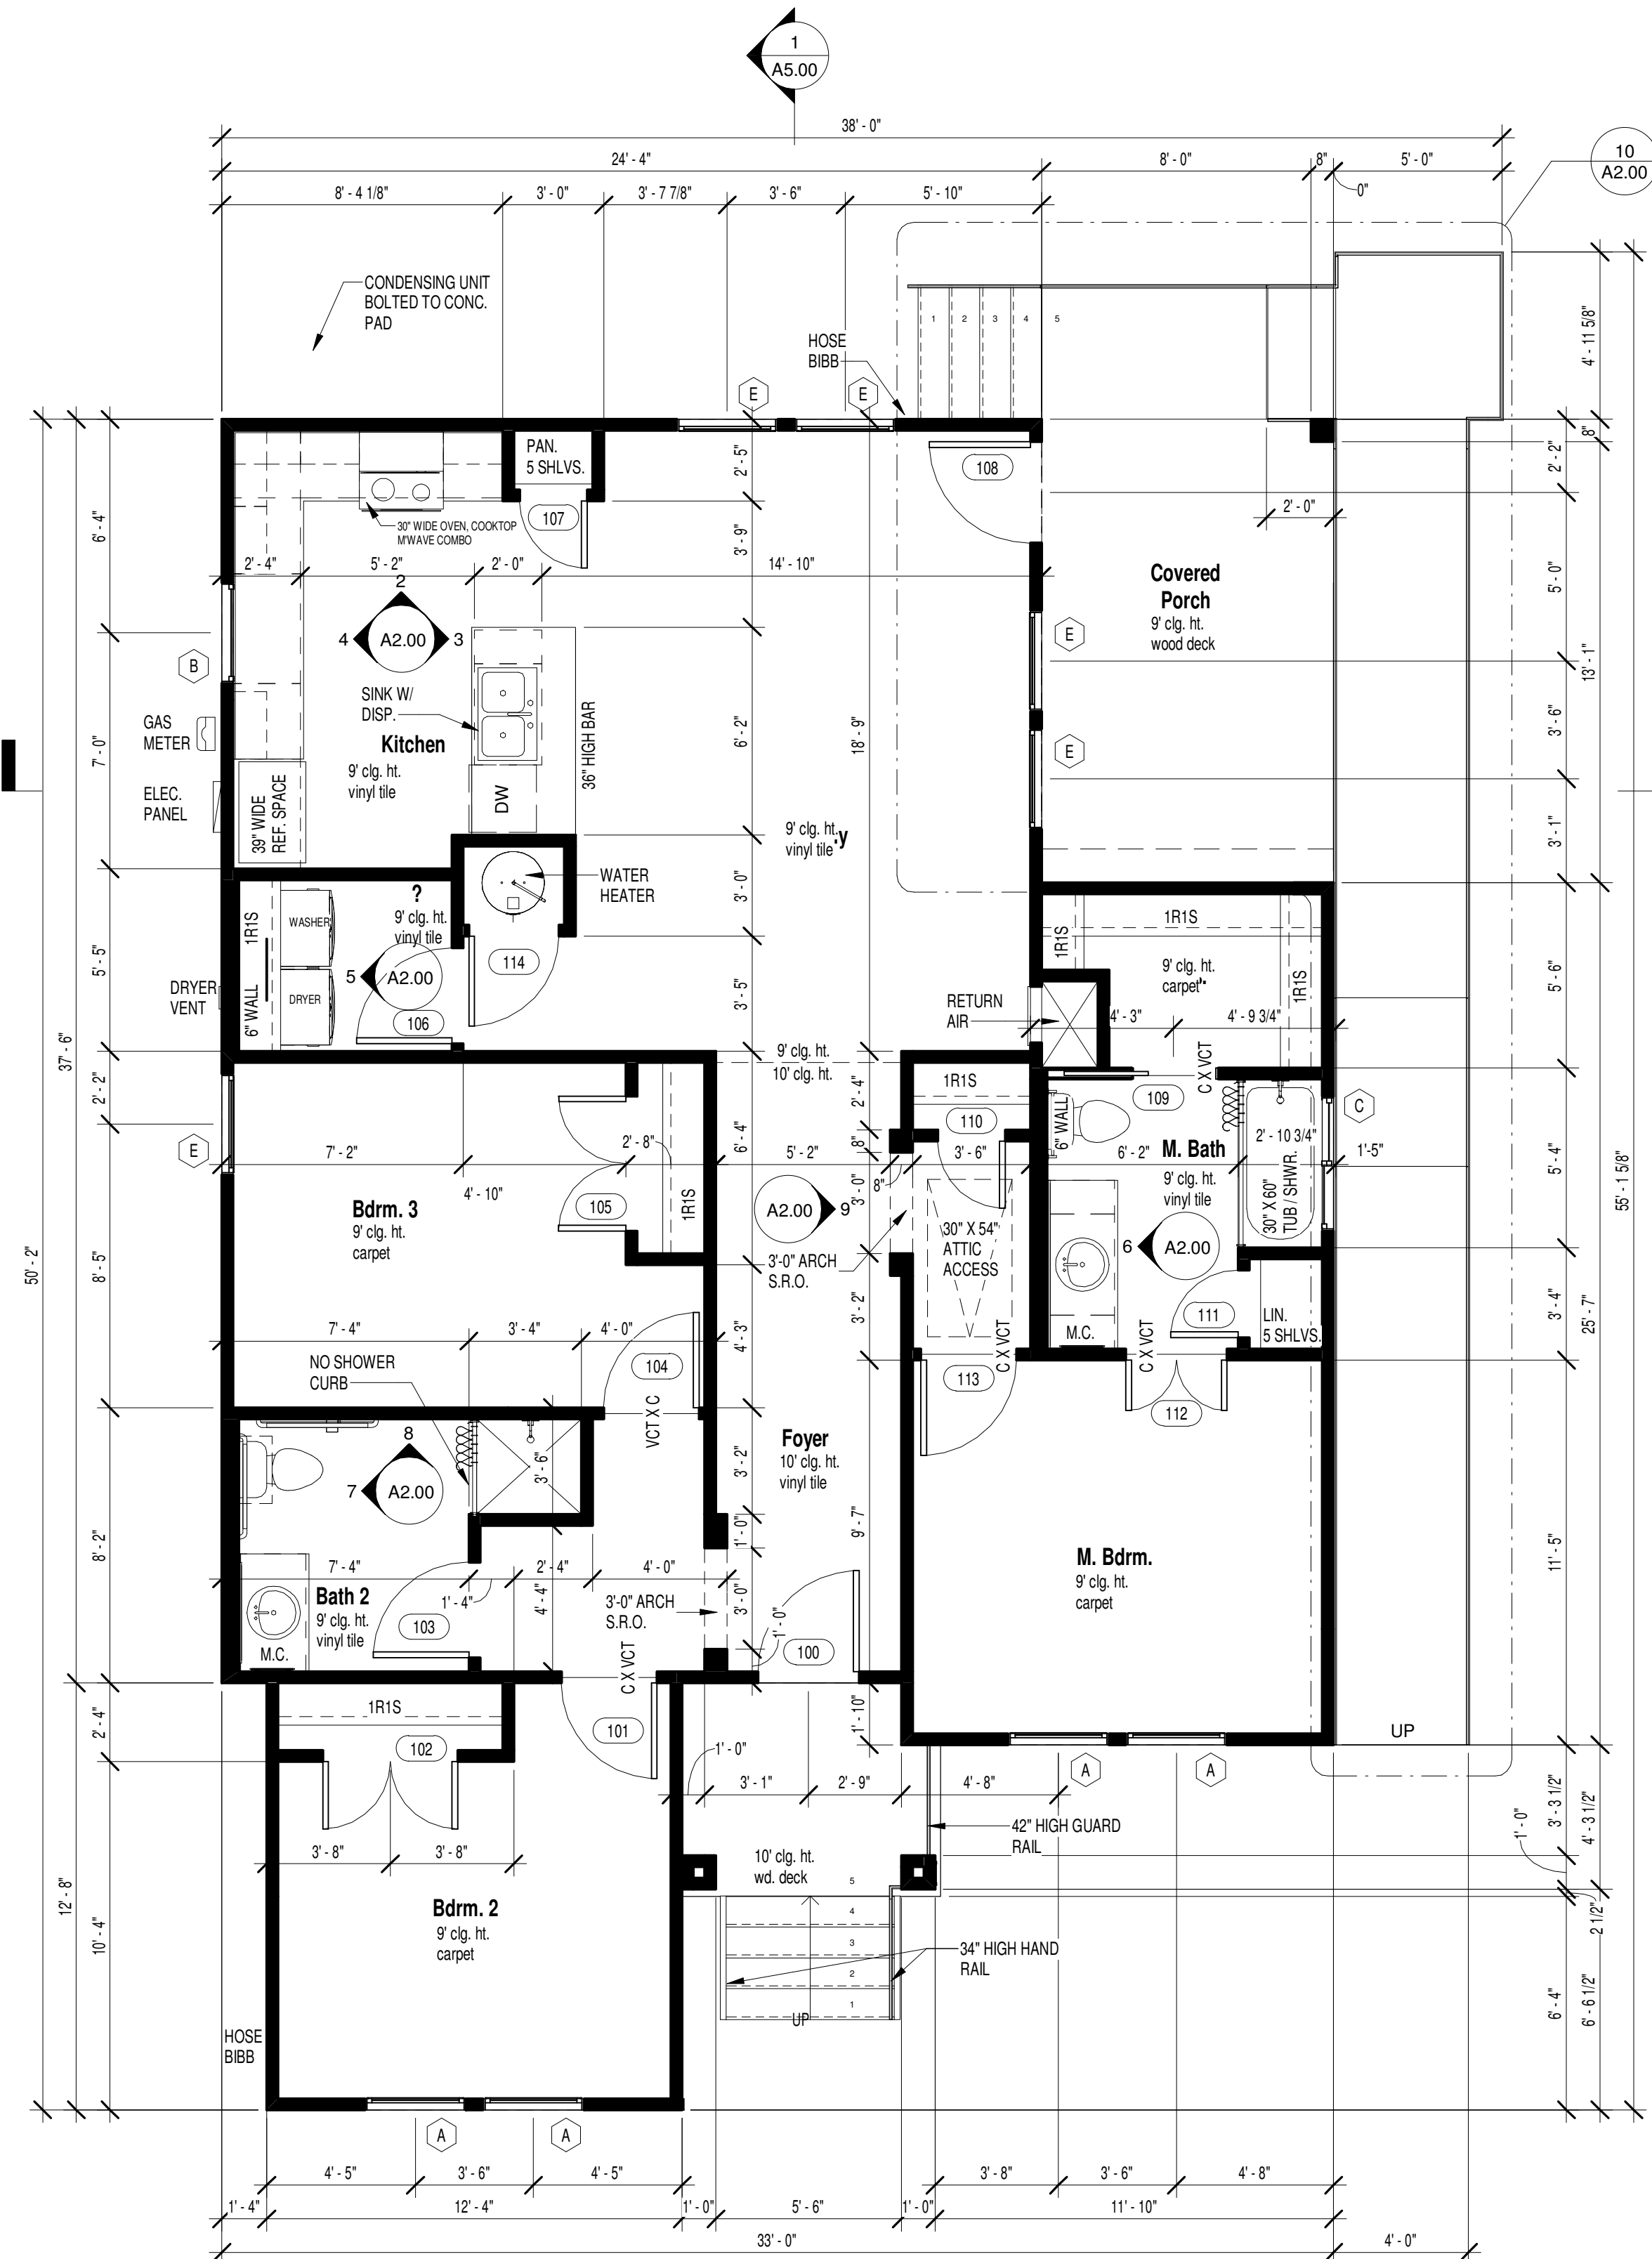 1
A5.00
38' - 0"
10
A2.00
24' - 4"
8' - 0"
8"
5' - 0"
0"
8' - 4 1/8"
3' - 0"
3' - 7 7/8"
3' - 6"
5' - 10"
CONDENSING UNIT
BOLTED TO CONC.
PAD
HOSE
BIBB
1 2 3 4 5
4' - 11 5/8"
8"
E
E
PAN.
5 SHLVS.
107
108
2' - 5"
2' - 2"
2' - 0"
30" WIDE OVEN, COOKTOP
M'WAVE COMBO
6' - 4"
3' - 9"
2' - 4"
5' - 2"
2' - 0"
14' - 10"
5' - 0"
Covered
Porch
9' clg. ht.
wood deck
2
4
A2.00
3
E
B
13' - 1"
SINK W/
DISP.
Kitchen
9' clg. ht.
vinyl tile
36" HIGH BAR
6' - 2"
18' - 9"
3' - 6"
E
GAS
METER
7' - 0"
ELEC.
PANEL
39" WIDE
REF. SPACE
DW
9' clg. ht.
vinyl tile
.y
3' - 1"
WATER
HEATER
3' - 0"
?
9' clg. ht.
vinyl tile
1R1S
WASHER
DRYER
6" WALL
5
A2.00
106
114
5' - 5"
DRYER
VENT
3' - 5"
RETURN
AIR
1R1S
1R1S
1R1S
9' clg. ht.
carpet
4' - 3"
4' - 9 3/4"
5' - 6"
37' - 6"
9' clg. ht.
10' clg. ht.
2' - 2"
1R1S
110
2' - 4"
8"
6" WALL
109
C X VCT
C
E
7' - 2"
4' - 10"
2' - 8"
1R1S
105
6' - 4"
5' - 2"
8"
3' - 0"
3' - 6"
6' - 2"
M. Bath
9' clg. ht.
vinyl tile
2' - 10 3/4"
30" X 60"
TUB / SHWR.
1'-5"
5' - 4"
55' - 1 5/8"
Bdrm. 3
9' clg. ht.
carpet
A2.00
9
3'-0" ARCH
S.R.O.
30" X 54"
ATTIC
ACCESS
6
A2.00
50' - 2"
8' - 5"
3' - 2"
3' - 4"
25' - 7"
7' - 4"
3' - 4"
4' - 0"
4' - 3"
M.C.
111
LIN.
5 SHLVS.
NO SHOWER
CURB
104
VCT X C
113
C X VCT
C X VCT
112
8
7
A2.00
3' - 6"
3' - 2"
Foyer
10' clg. ht.
vinyl tile
9' - 7"
8' - 2"
1' - 0"
M. Bdrm.
9' clg. ht.
carpet
11' - 5"
7' - 4"
1' - 4"
2' - 4"
4' - 0"
Bath 2
9' clg. ht.
vinyl tile
M.C.
103
4' - 4"
3'-0" ARCH
S.R.O.
3' - 0"
1' - 0"
100
C X VCT
2' - 4"
1R1S
102
101
1' - 0"
1' - 10"
UP
3' - 1"
2' - 9"
4' - 8"
A
A
3' - 8"
3' - 8"
42" HIGH GUARD
RAIL
1' - 0"
3' - 3 1/2"
4' - 3 1/2"
10' clg. ht.
wd. deck
5
4
3
2
1
UP
34" HIGH HAND
RAIL
2 1/2"
12' - 8"
10' - 4"
Bdrm. 2
9' clg. ht.
carpet
6' - 4"
6' - 6 1/2"
HOSE
BIBB
A
A
4' - 5"
3' - 6"
4' - 5"
3' - 8"
3' - 6"
4' - 8"
1' - 4"
12' - 4"
1' - 0"
5' - 6"
1' - 0"
11' - 10"
33' - 0"
4' - 0"